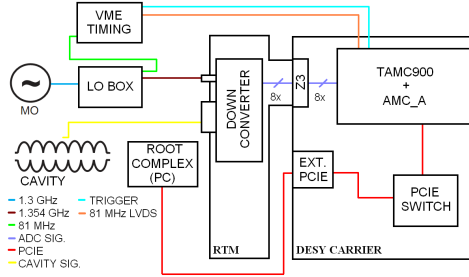 VME
TIMING
LO BOX
~
MO
DOWN
CONVERTER
8x
Z3
8x
TAMC900
+
AMC_A
CAVITY
ROOT
COMPLEX
(PC)
EXT.
PCIE
PCIE
SWITCH
1.3 GHz
1.354 GHz
81 MHz
ADC SIG.
PCIE
CAVITY SIG.
TRIGGER
81 MHz LVDS
RTM
DESY CARRIER